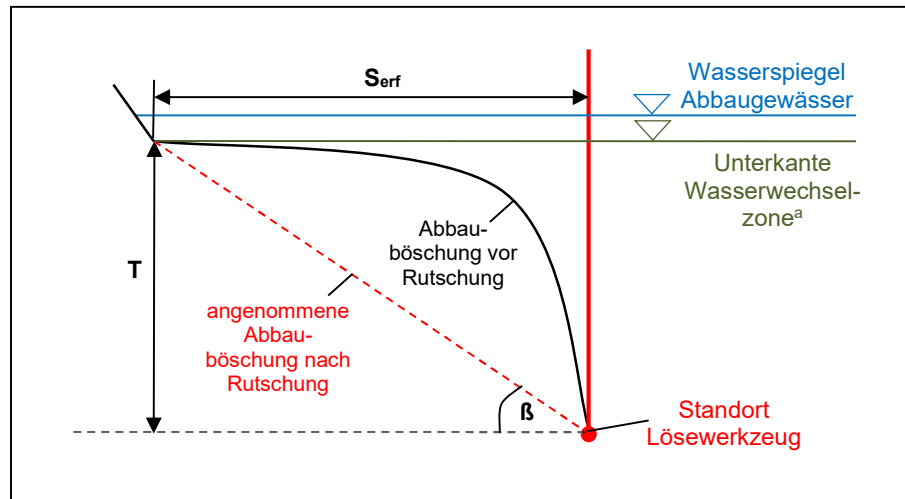 Serf
Wasserspiegel
Abbaugewässer
Unterkante
Wasserwechsel-
zoneª
Abbau-
böschung vor
Rutschung
T
angenommene
Abbau-
böschung nach
Rutschung
ß
Standort
Lösewerkzeug